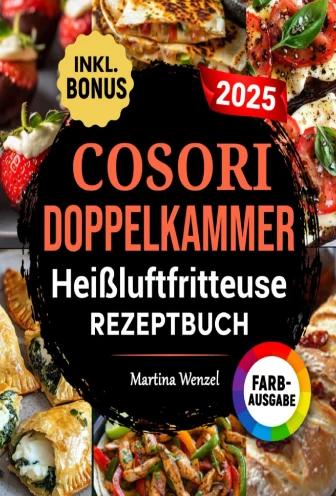 INKL.
BONUS
2025
COSORI
DOPPELKAMMER
Heißluftfritteuse
REZEPTBUCH
Martina Wenzel
FARB-
AUSGABE